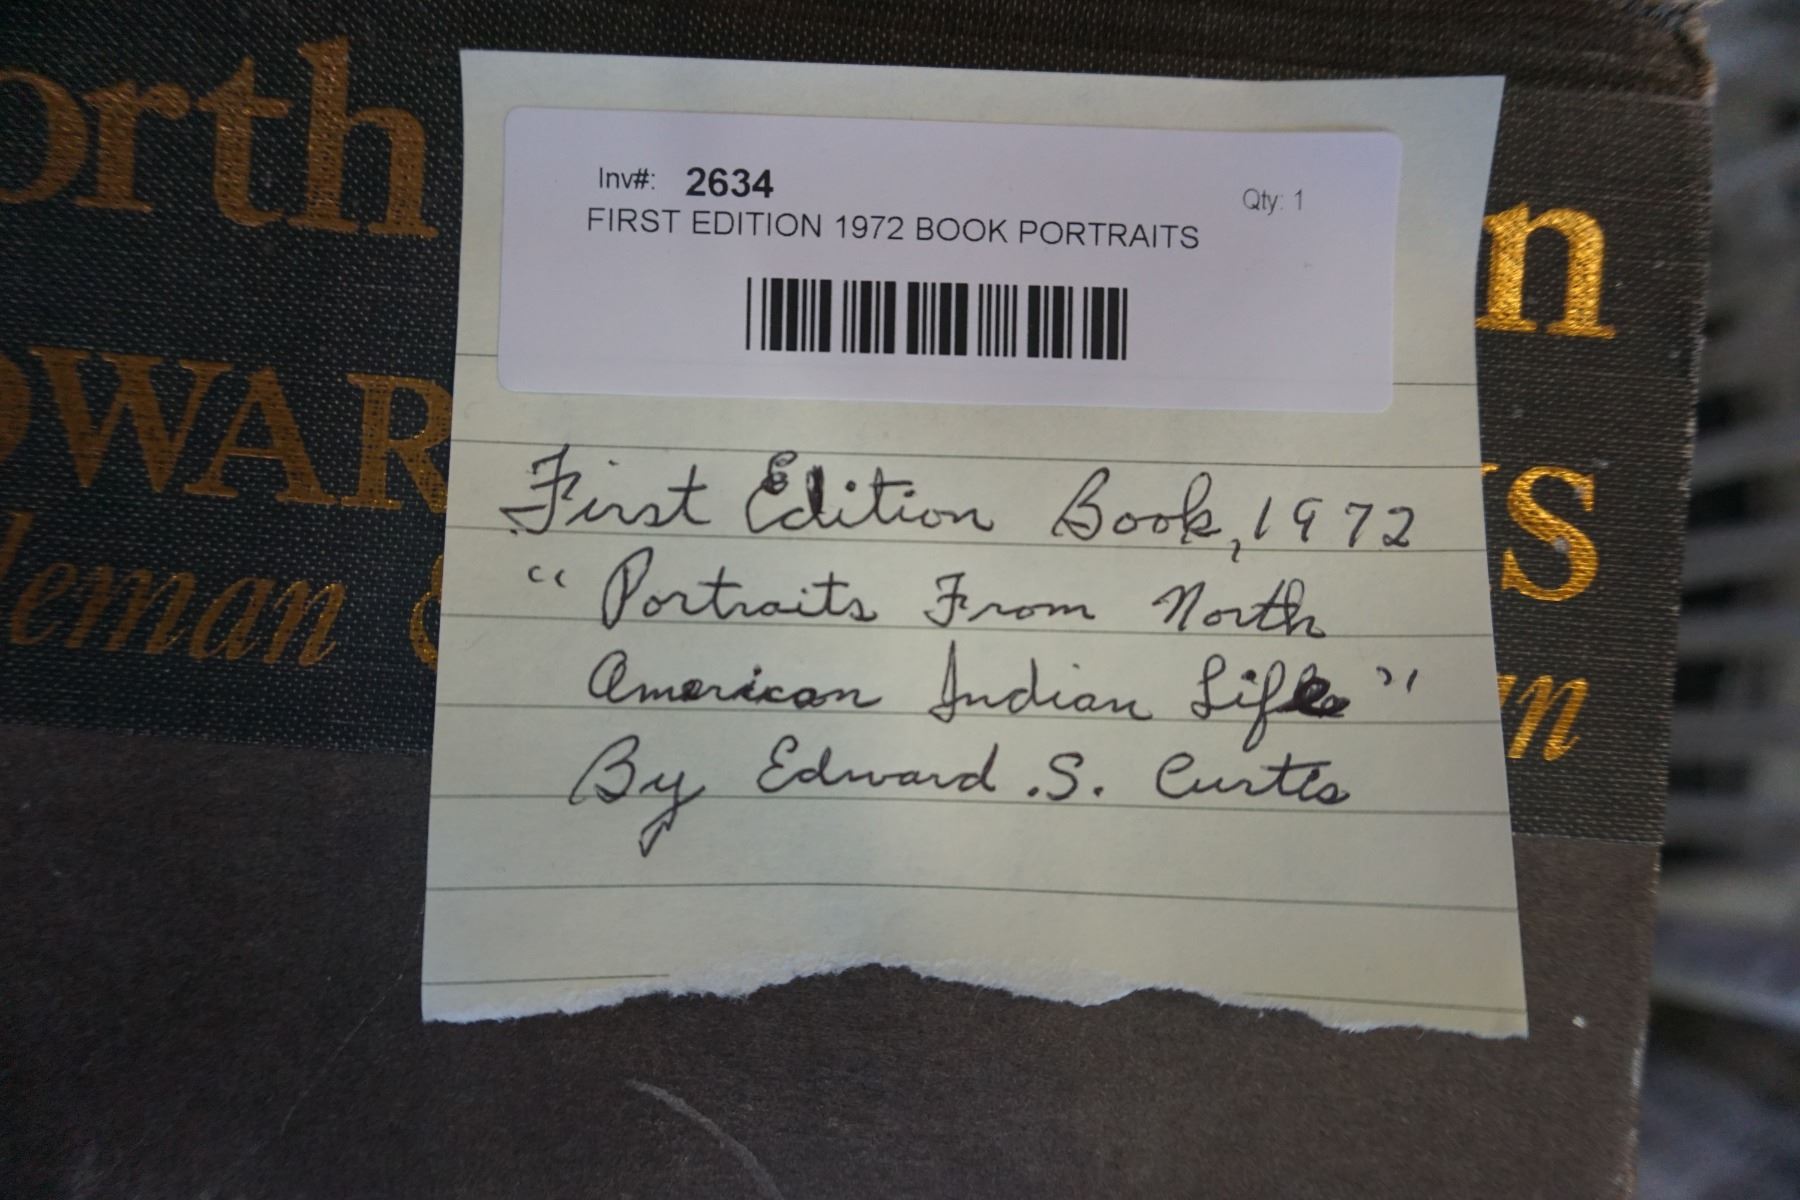 orth
n
OWAR
S
leman &
n
Inv#: 2634
Qty: 1
FIRST EDITION 1972 BOOK PORTRAITS
First Edition Book, 1972
"Portraits From North
American Indian Life"
By Edward .S. Curtis